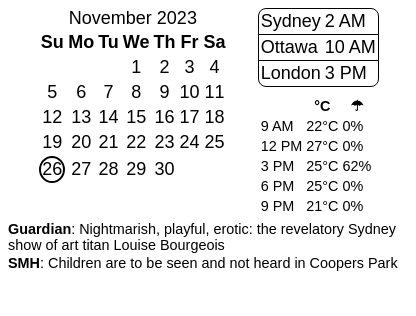 November 2023
Su Mo Tu We Th Fr Sa
1 2 3 4
5 6 7 8 9 10 11
12 13 14 15 16 17 18
19 20 21 22 23 24 25
26 27 28 29 30
Sydney 2 AM
Ottawa 10 AM
London 3 PM
°C ☂
9 AM 22°C 0%
12 PM 27°C 0%
3 PM 25°C 62%
6 PM 25°C 0%
9 PM 21°C 0%
Guardian: Nightmarish, playful, erotic: the revelatory Sydney
show of art titan Louise Bourgeois
SMH: Children are to be seen and not heard in Coopers Park